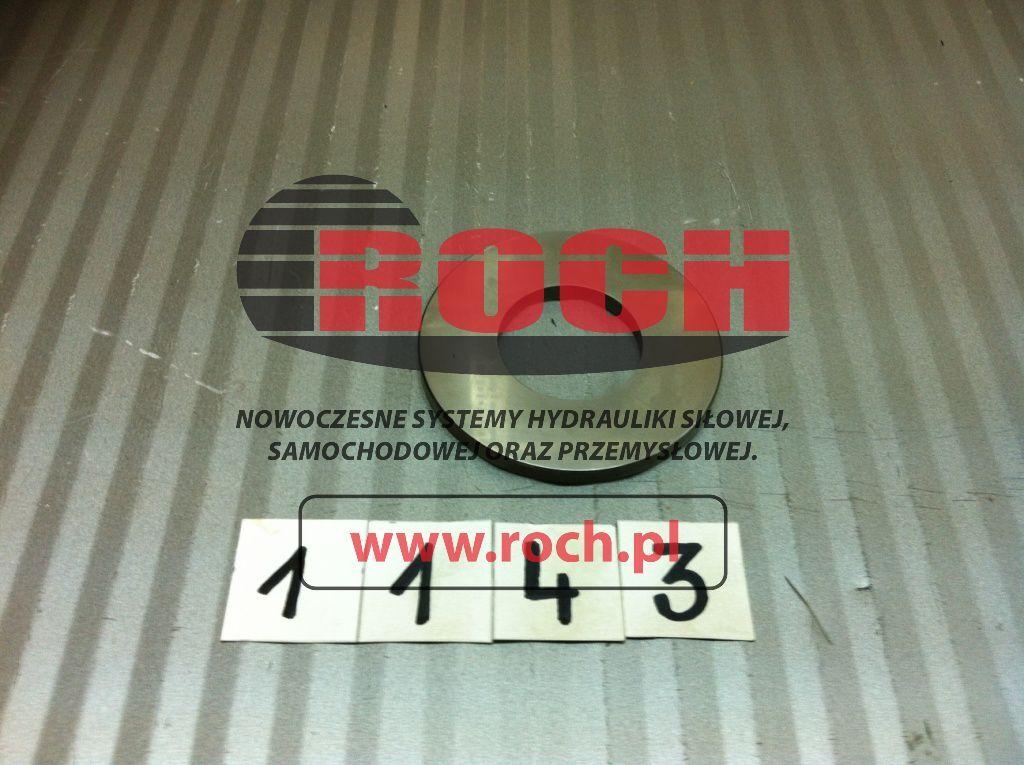 ROCH
NOWOCZESNE SYSTEMY HYDRAULIKI SIŁOWEJ,
SAMOCHODOWEJ ORAZ PRZEMYSŁOWEJ.
www.roch.pl
1 1 4 3